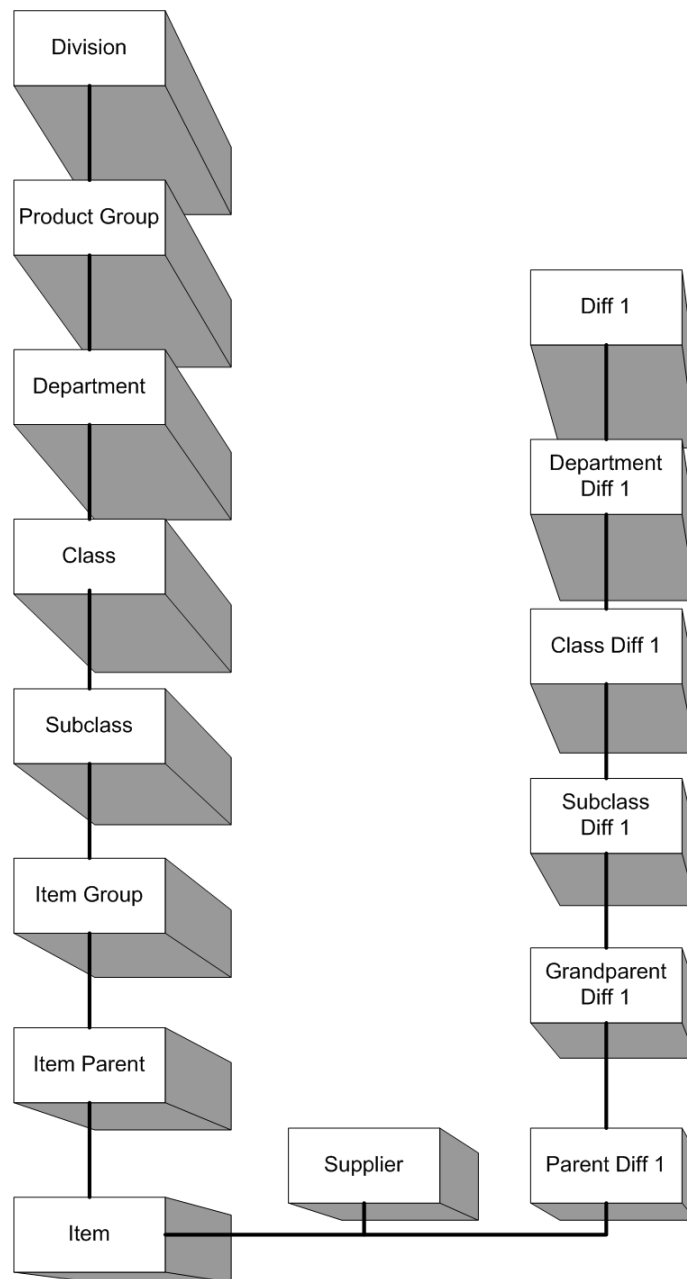 Division
Product Group
Department
Class
Subclass
Item Group
Item Parent
Item
Supplier
Diff 1
Department
Diff 1
Class Diff 1
Subclass
Diff 1
Grandparent
Diff 1
Parent Diff 1